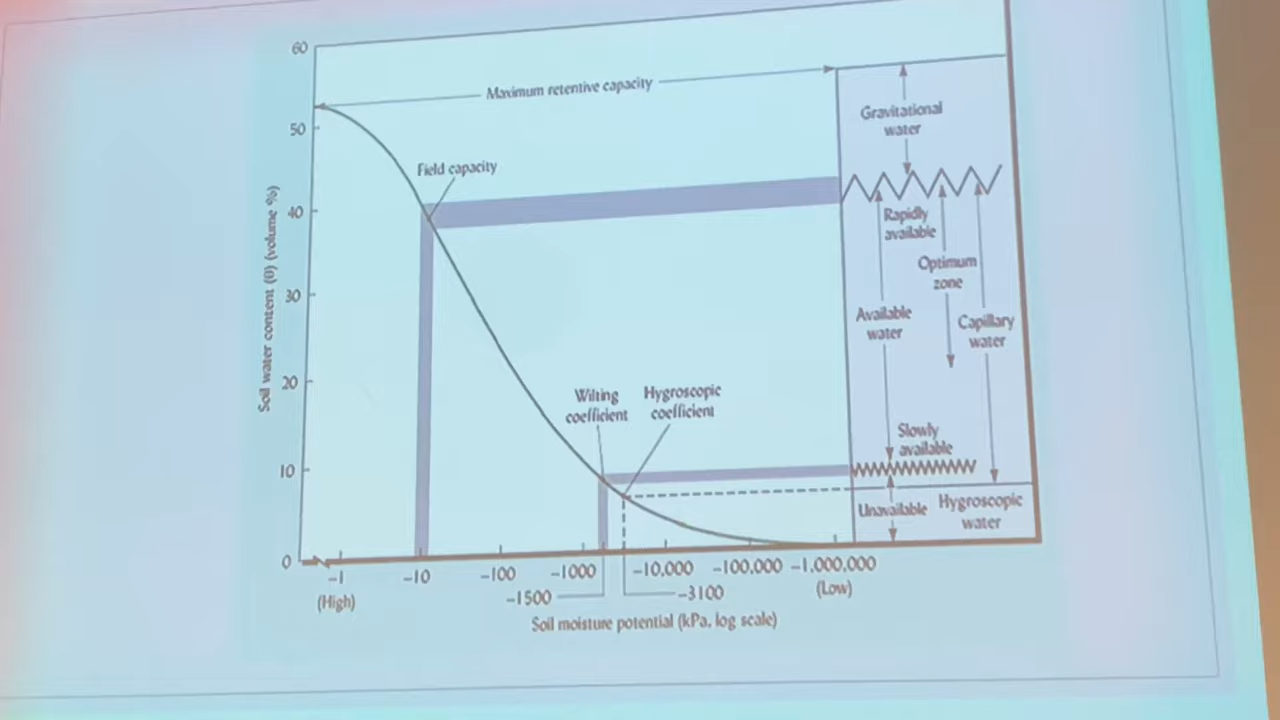 60
Maximum retentive capacity
Gravitational
water
50
Field capacity
40
Rapidly
available
Optimum
zone
30
Available
water
Capillary
water
20
Wilting
coefficient
Hygroscopic
coefficient
Slowly
available
10
Unavailable
Hygroscopic
water
0
Soil water content (θ) (volume %)
−1
−10
−100
−1000
−10,000
−100,000
−1,000,000
(High)
−1500
−3100
(Low)
Soil moisture potential (kPa, log scale)